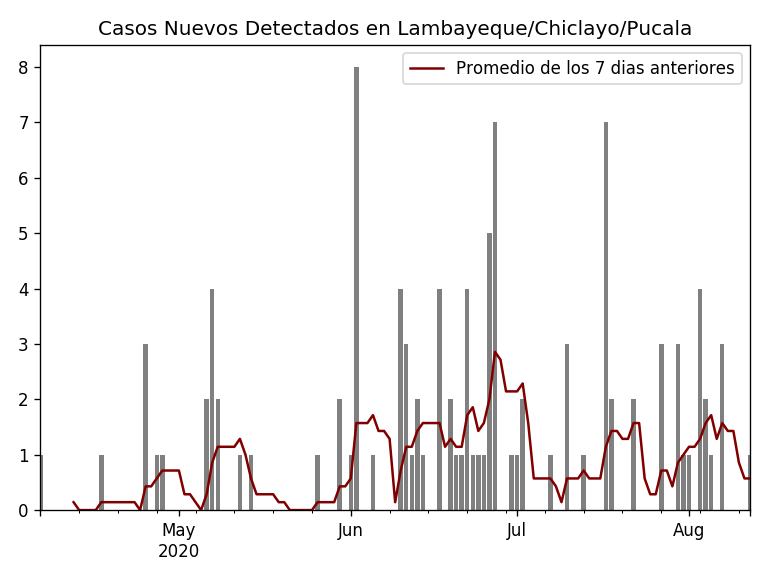 Casos Nuevos Detectados en Lambayeque/Chiclayo/Pucala
Promedio de los 7 dias anteriores
8
7
6
5
4
3
2
1
0
May
2020
Jun
Jul
Aug